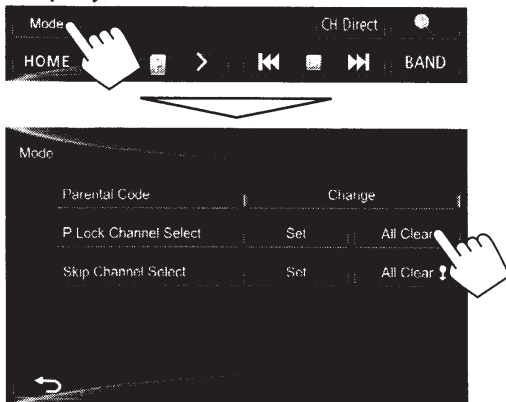 Mode CH Direct
HOME P > BAND
Mode
Parental Code Change
P Lock Channel Select Set All Clear
Skip Channel Select Set All Clear